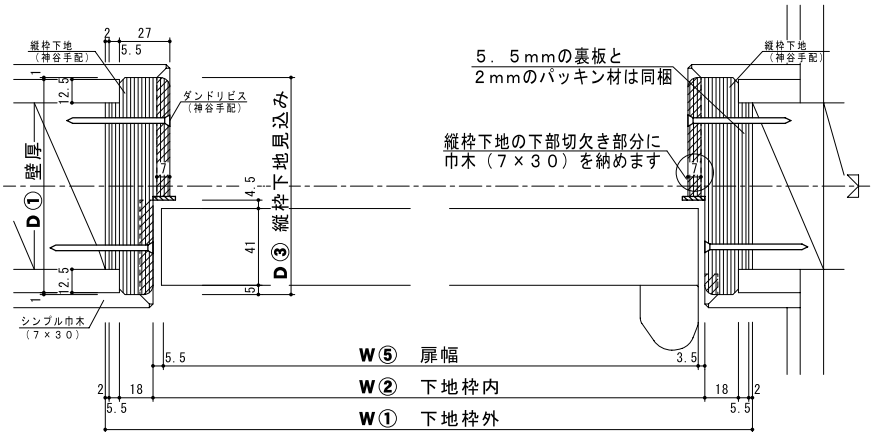 2
27
5.5
縦枠下地
(神谷手配)
1
12.5
ダンドリビス
(神谷手配)
5.5mmの裏板と
2mmのパッキン材は同梱
縦枠下地
(神谷手配)
縦枠下地の下部切欠き部分に
巾木(7×30)を納めます
7
7
D① 壁厚
D③ 縦枠下地見込み
4.5
41
5
12.5
1
シンプル巾木
(7×30)
5.5
W⑤ 扉幅
3.5
2
18
W② 下地枠内
18
2
5.5
5.5
W① 下地枠外